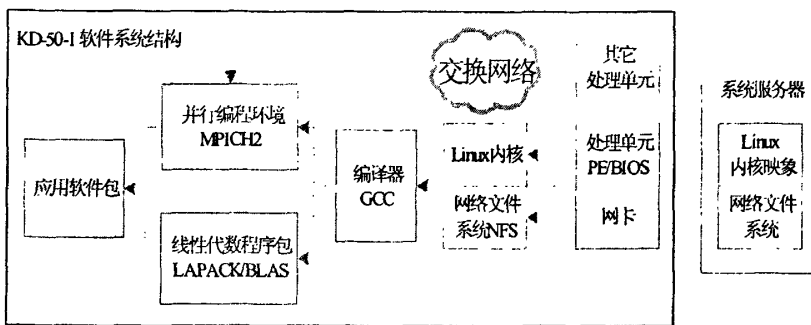 KD-50-I 软件系统结构
交换网络
其它
处理单元
系统服务器
并行编程环境
MPICH2
应用软件包
编译器
GCC
Linux内核
处理单元
PE/BIOS
Linux
内核映象
网络文件
系统NFS
网卡
网络文件
系统
线性代数程序包
LAPACK/BLAS